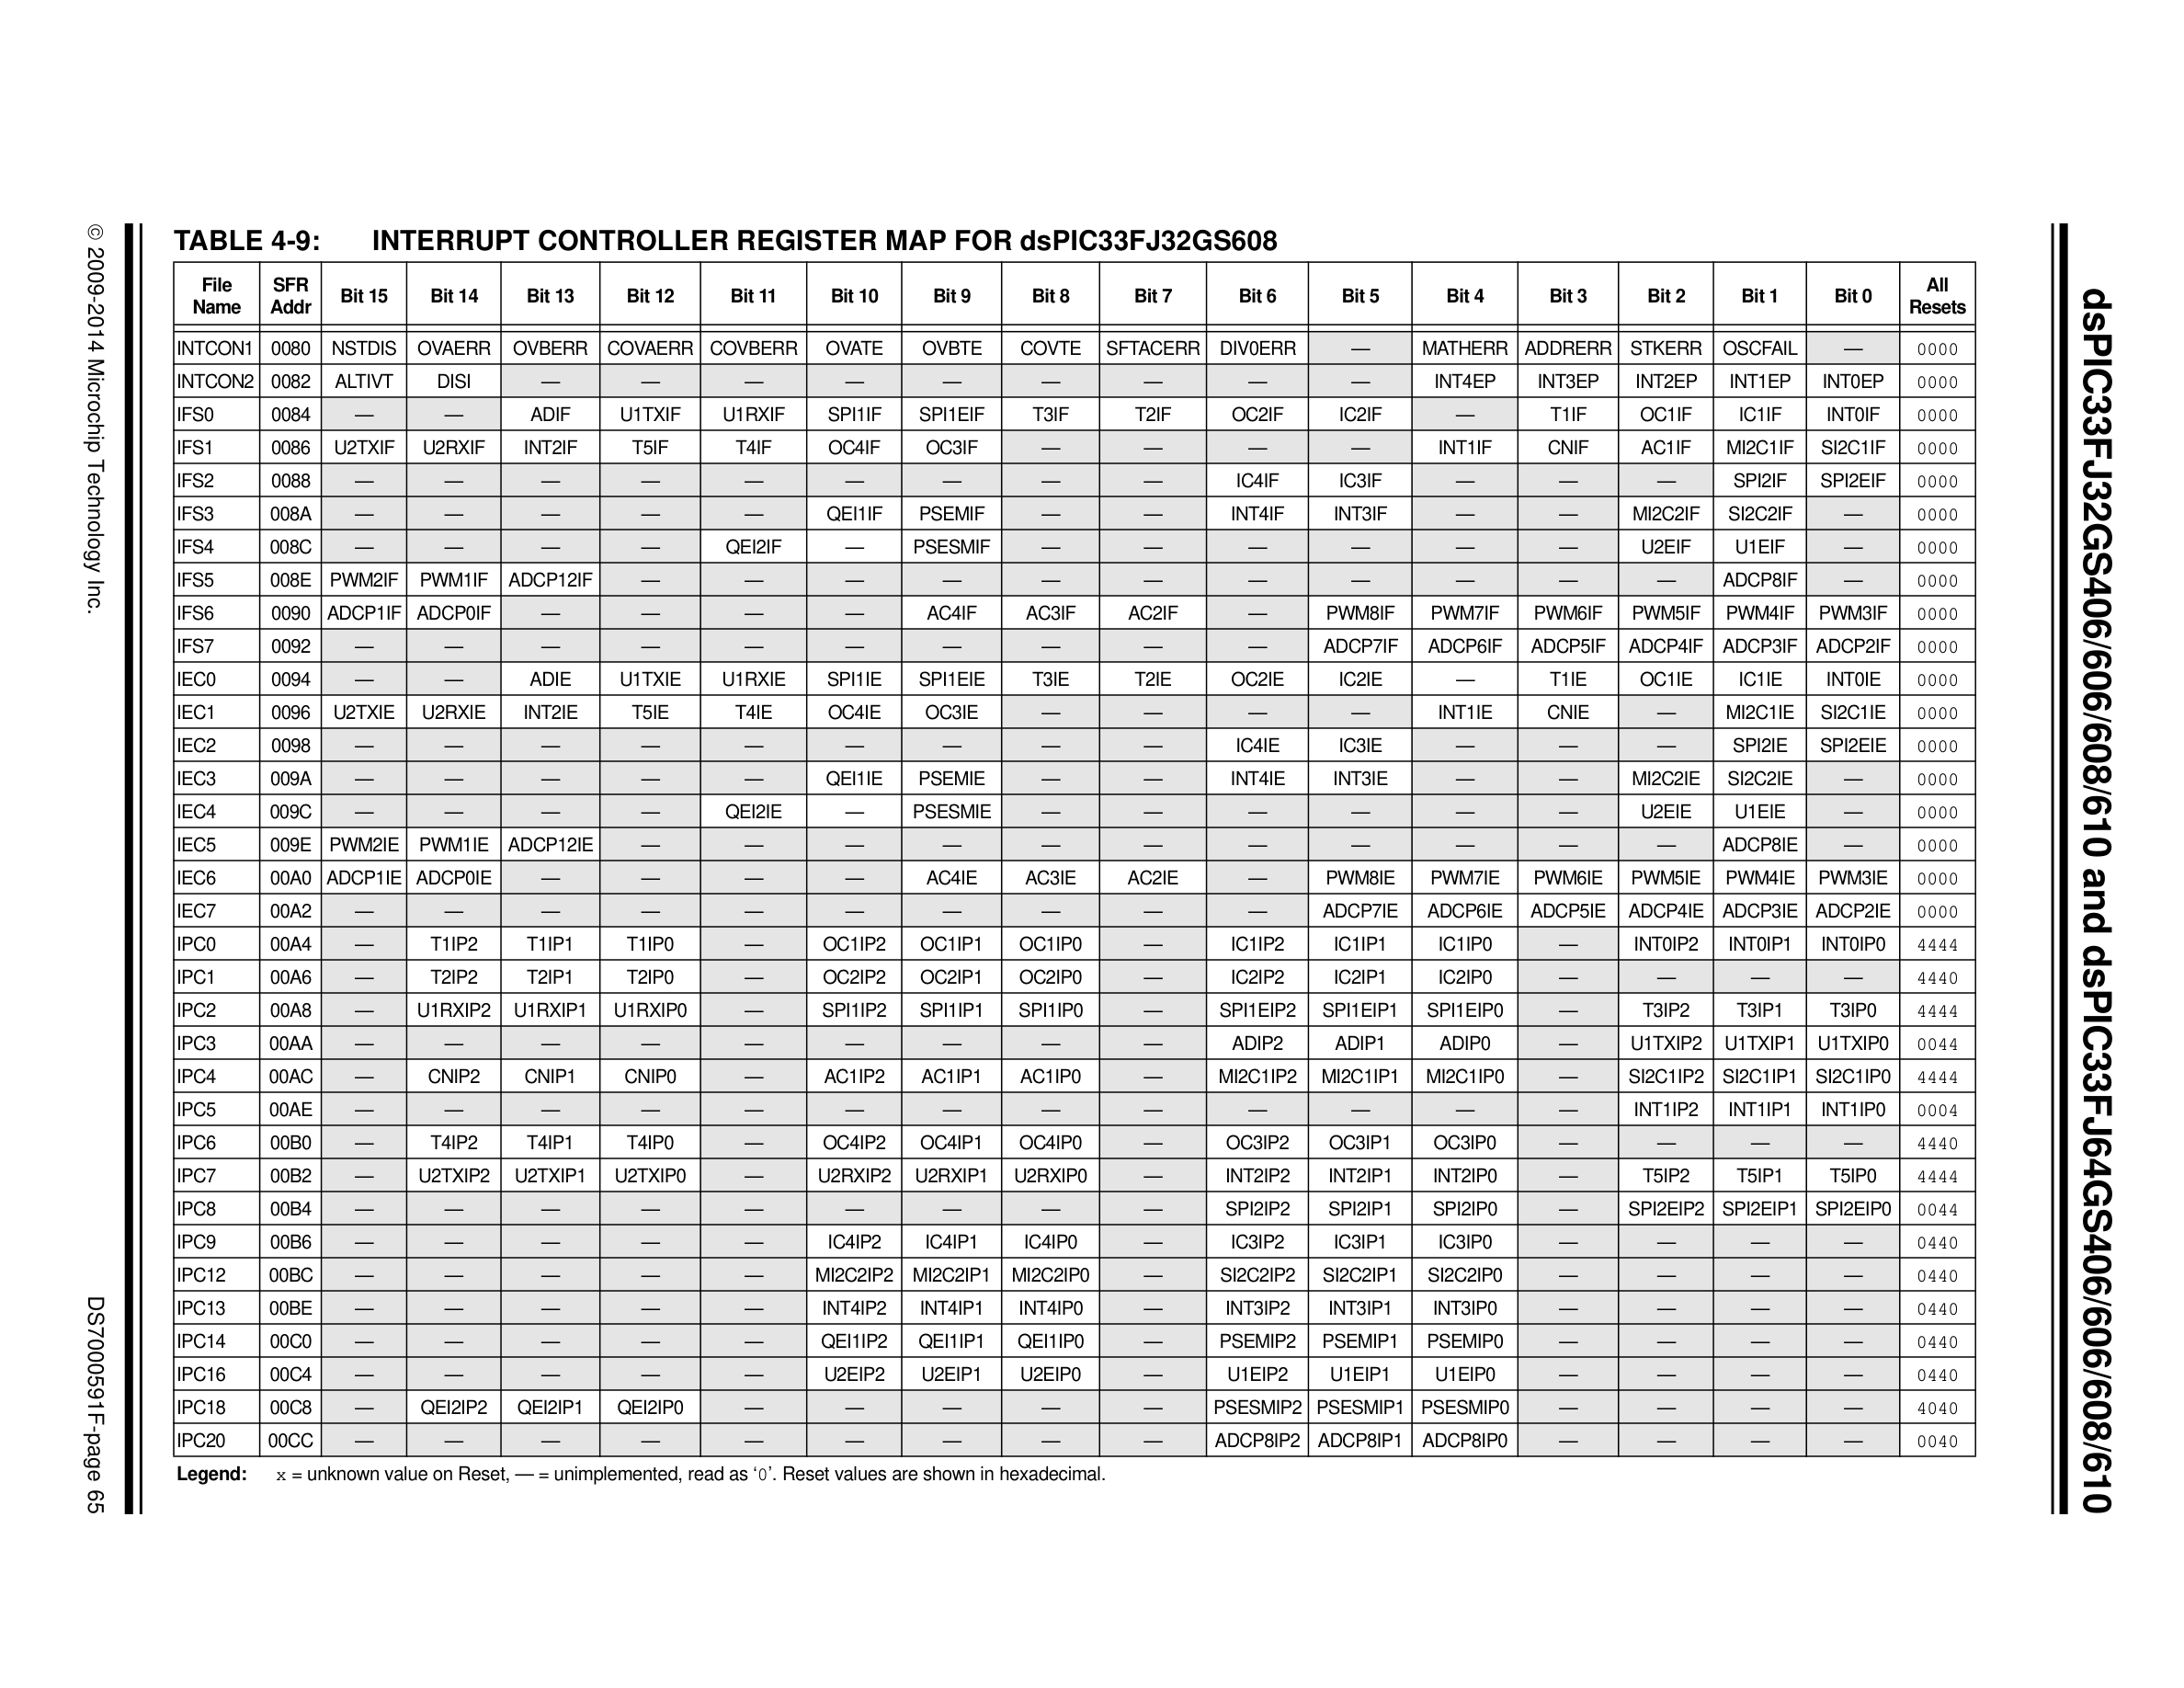 dsPIC33FJ32GS406/606/608/610 and dsPIC33FJ64GS406/606/608/610
TABLE 4-9: INTERRUPT CONTROLLER REGISTER MAP FOR dsPIC33FJ32GS608
File Name SFR Addr Bit 15 Bit 14 Bit 13 Bit 12 Bit 11 Bit 10 Bit 9 Bit 8 Bit 7 Bit 6 Bit 5 Bit 4 Bit 3 Bit 2 Bit 1 Bit 0 All Resets
INTCON1 0080 NSTDIS OVAERR OVBERR COVAERR COVBERR OVATE OVBTE COVTE SFTACERR DIV0ERR — MATHERR ADDRERR STKERR OSCFAIL — 0000
INTCON2 0082 ALTIVT DISI — — — — — — — — — INT4EP INT3EP INT2EP INT1EP INT0EP 0000
IFS0 0084 — — ADIF U1TXIF U1RXIF SPI1IF SPI1EIF T3IF T2IF OC2IF IC2IF — T1IF OC1IF IC1IF INT0IF 0000
IFS1 0086 U2TXIF U2RXIF INT2IF T5IF T4IF OC4IF OC3IF — — — — INT1IF CNIF AC1IF MI2C1IF SI2C1IF 0000
IFS2 0088 — — — — — — — — — IC4IF IC3IF — — — SPI2IF SPI2EIF 0000
IFS3 008A — — — — — QEI1IF PSEMIF — — INT4IF INT3IF — — MI2C2IF SI2C2IF — 0000
IFS4 008C — — — — QEI2IF — PSESMIF — — — — — — U2EIF U1EIF — 0000
IFS5 008E PWM2IF PWM1IF ADCP12IF — — — — — — — — — — — ADCP8IF — 0000
IFS6 0090 ADCP1IF ADCP0IF — — — — AC4IF AC3IF AC2IF — PWM8IF PWM7IF PWM6IF PWM5IF PWM4IF PWM3IF 0000
IFS7 0092 — — — — — — — — — — ADCP7IF ADCP6IF ADCP5IF ADCP4IF ADCP3IF ADCP2IF 0000
IEC0 0094 — — ADIE U1TXIE U1RXIE SPI1IE SPI1EIE T3IE T2IE OC2IE IC2IE — T1IE OC1IE IC1IE INT0IE 0000
IEC1 0096 U2TXIE U2RXIE INT2IE T5IE T4IE OC4IE OC3IE — — — — INT1IE CNIE — MI2C1IE SI2C1IE 0000
IEC2 0098 — — — — — — — — — IC4IE IC3IE — — — SPI2IE SPI2EIE 0000
IEC3 009A — — — — — QEI1IE PSEMIE — — INT4IE INT3IE — — MI2C2IE SI2C2IE — 0000
IEC4 009C — — — — QEI2IE — PSESMIE — — — — — — U2EIE U1EIE — 0000
IEC5 009E PWM2IE PWM1IE ADCP12IE — — — — — — — — — — — ADCP8IE — 0000
IEC6 00A0 ADCP1IE ADCP0IE — — — — AC4IE AC3IE AC2IE — PWM8IE PWM7IE PWM6IE PWM5IE PWM4IE PWM3IE 0000
IEC7 00A2 — — — — — — — — — — ADCP7IE ADCP6IE ADCP5IE ADCP4IE ADCP3IE ADCP2IE 0000
IPC0 00A4 — T1IP2 T1IP1 T1IP0 — OC1IP2 OC1IP1 OC1IP0 — IC1IP2 IC1IP1 IC1IP0 — INT0IP2 INT0IP1 INT0IP0 4444
IPC1 00A6 — T2IP2 T2IP1 T2IP0 — OC2IP2 OC2IP1 OC2IP0 — IC2IP2 IC2IP1 IC2IP0 — — — — 4440
IPC2 00A8 — U1RXIP2 U1RXIP1 U1RXIP0 — SPI1IP2 SPI1IP1 SPI1IP0 — SPI1EIP2 SPI1EIP1 SPI1EIP0 — T3IP2 T3IP1 T3IP0 4444
IPC3 00AA — — — — — — — — — ADIP2 ADIP1 ADIP0 — U1TXIP2 U1TXIP1 U1TXIP0 0044
IPC4 00AC — CNIP2 CNIP1 CNIP0 — AC1IP2 AC1IP1 AC1IP0 — MI2C1IP2 MI2C1IP1 MI2C1IP0 — SI2C1IP2 SI2C1IP1 SI2C1IP0 4444
IPC5 00AE — — — — — — — — — — — — — INT1IP2 INT1IP1 INT1IP0 0004
IPC6 00B0 — T4IP2 T4IP1 T4IP0 — OC4IP2 OC4IP1 OC4IP0 — OC3IP2 OC3IP1 OC3IP0 — — — — 4440
IPC7 00B2 — U2TXIP2 U2TXIP1 U2TXIP0 — U2RXIP2 U2RXIP1 U2RXIP0 — INT2IP2 INT2IP1 INT2IP0 — T5IP2 T5IP1 T5IP0 4444
IPC8 00B4 — — — — — — — — — SPI2IP2 SPI2IP1 SPI2IP0 — SPI2EIP2 SPI2EIP1 SPI2EIP0 0044
IPC9 00B6 — — — — — IC4IP2 IC4IP1 IC4IP0 — IC3IP2 IC3IP1 IC3IP0 — — — — 0440
IPC12 00BC — — — — — MI2C2IP2 MI2C2IP1 MI2C2IP0 — SI2C2IP2 SI2C2IP1 SI2C2IP0 — — — — 0440
IPC13 00BE — — — — — INT4IP2 INT4IP1 INT4IP0 — INT3IP2 INT3IP1 INT3IP0 — — — — 0440
IPC14 00C0 — — — — — QEI1IP2 QEI1IP1 QEI1IP0 — PSEMIP2 PSEMIP1 PSEMIP0 — — — — 0440
IPC16 00C4 — — — — — U2EIP2 U2EIP1 U2EIP0 — U1EIP2 U1EIP1 U1EIP0 — — — — 0440
IPC18 00C8 — QEI2IP2 QEI2IP1 QEI2IP0 — — — — — PSESMIP2 PSESMIP1 PSESMIP0 — — — — 4040
IPC20 00CC — — — — — — — — — ADCP8IP2 ADCP8IP1 ADCP8IP0 — — — — 0040
Legend: x = unknown value on Reset, — = unimplemented, read as ‘0’. Reset values are shown in hexadecimal.
© 2009-2014 Microchip Technology Inc. DS70000591F-page 65